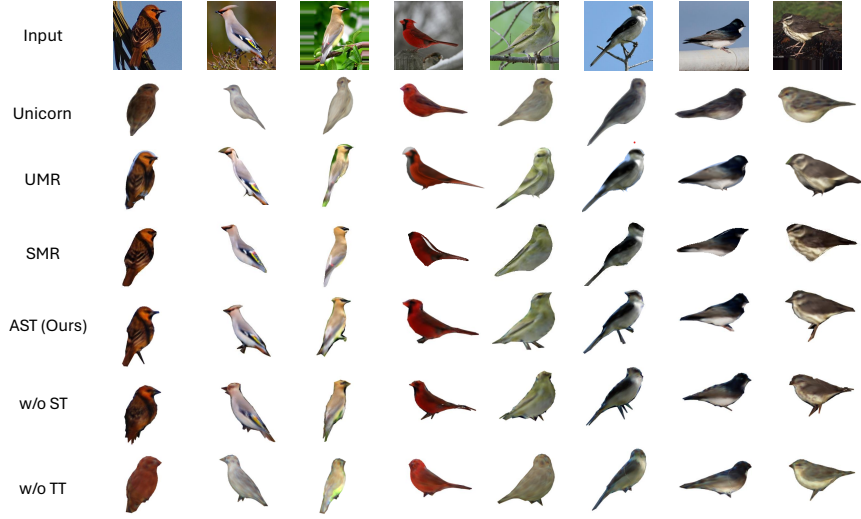 Input
Unicorn
UMR
SMR
AST (Ours)
w/o ST
w/o TT